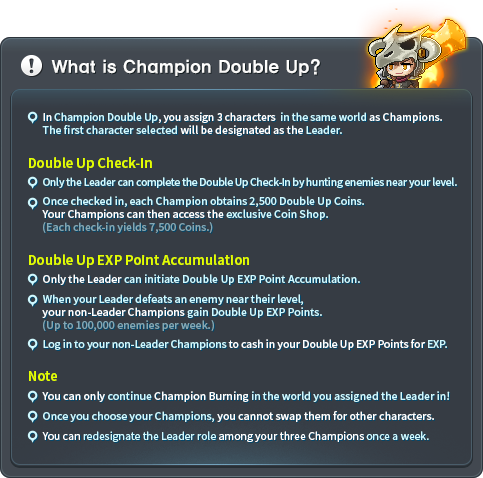 What is Champion Double Up?
In Champion Double Up, you assign 3 characters in the same world as Champions.
The first character selected will be designated as the Leader.
Double Up Check-In
Only the Leader can complete the Double Up Check-In by hunting enemies near your level.
Once checked in, each Champion obtains 2,500 Double Up Coins.
Your Champions can then access the exclusive Coin Shop.
(Each check-in yields 7,500 Coins.)
Double Up EXP Point Accumulation
Only the Leader can initiate Double Up EXP Point Accumulation.
When your Leader defeats an enemy near their level,
your non-Leader Champions gain Double Up EXP Points.
(Up to 100,000 enemies per week.)
Log in to your non-Leader Champions to cash in your Double Up EXP Points for EXP.
Note
You can only continue Champion Burning in the world you assigned the Leader in!
Once you choose your Champions, you cannot swap them for other characters.
You can redesignate the Leader role among your three Champions once a week.